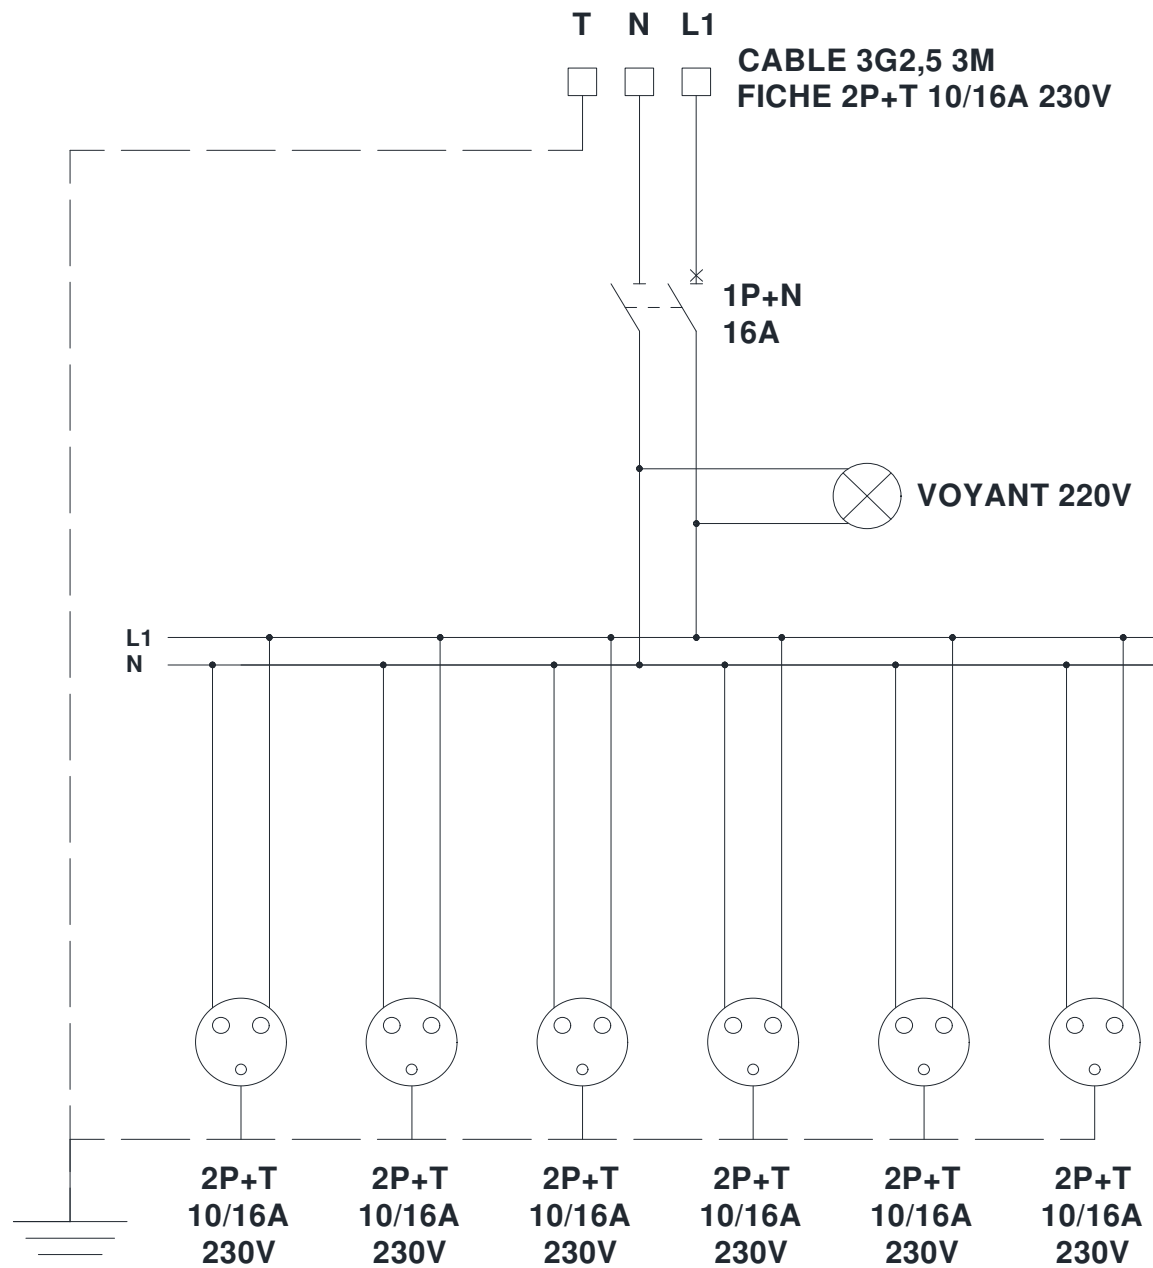 T N L1
CABLE 3G2,5 3M
FICHE 2P+T 10/16A 230V
1P+N
16A
VOYANT 220V
L1
N
2P+T 2P+T 2P+T 2P+T 2P+T 2P+T
10/16A 10/16A 10/16A 10/16A 10/16A 10/16A
230V 230V 230V 230V 230V 230V